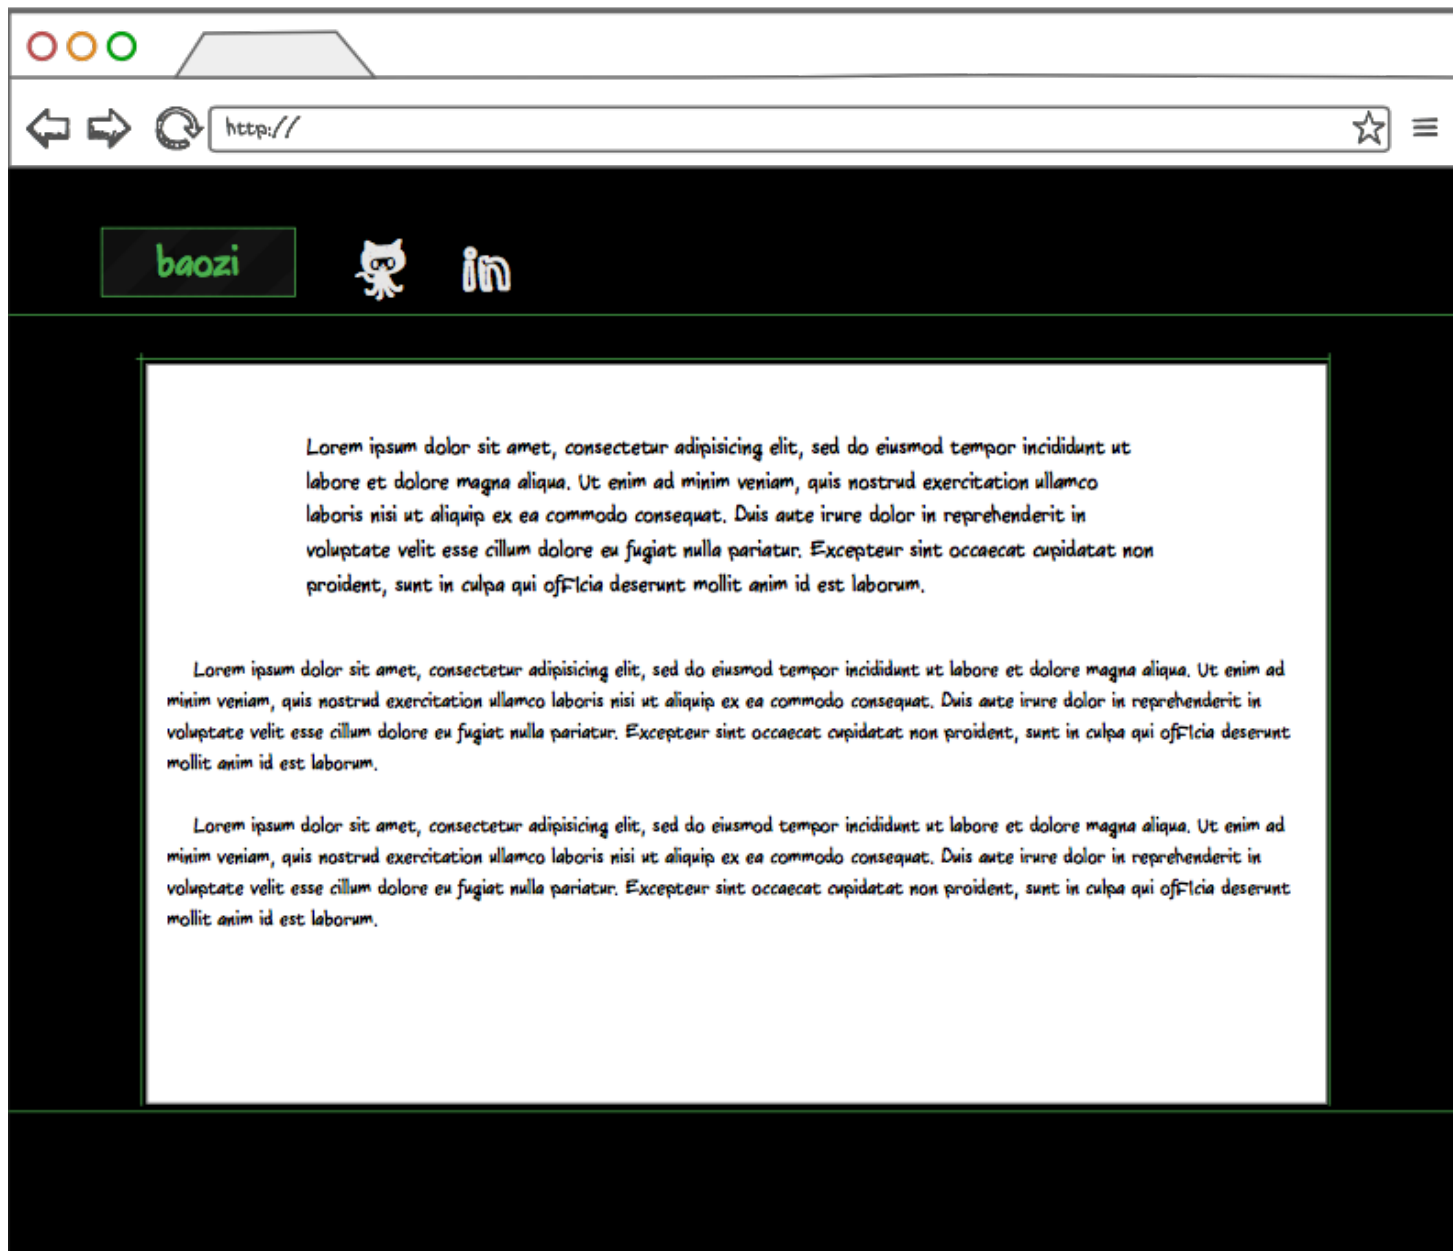 http://
baozi
in
Lorem ipsum dolor sit amet, consectetur adipisicing elit, sed do eiusmod tempor incididunt ut
labore et dolore magna aliqua. Ut enim ad minim veniam, quis nostrud exercitation ullamco
laboris nisi ut aliquip ex ea commodo consequat. Duis aute irure dolor in reprehenderit in
voluptate velit esse cillum dolore eu fugiat nulla pariatur. Excepteur sint occaecat cupidatat non
proident, sunt in culpa qui officia deserunt mollit anim id est laborum.
Lorem ipsum dolor sit amet, consectetur adipisicing elit, sed do eiusmod tempor incididunt ut labore et dolore magna aliqua. Ut enim ad
minim veniam, quis nostrud exercitation ullamco laboris nisi ut aliquip ex ea commodo consequat. Duis aute irure dolor in reprehenderit in
voluptate velit esse cillum dolore eu fugiat nulla pariatur. Excepteur sint occaecat cupidatat non proident, sunt in culpa qui officia deserunt
mollit anim id est laborum.
Lorem ipsum dolor sit amet, consectetur adipisicing elit, sed do eiusmod tempor incididunt ut labore et dolore magna aliqua. Ut enim ad
minim veniam, quis nostrud exercitation ullamco laboris nisi ut aliquip ex ea commodo consequat. Duis aute irure dolor in reprehenderit in
voluptate velit esse cillum dolore eu fugiat nulla pariatur. Excepteur sint occaecat cupidatat non proident, sunt in culpa qui officia deserunt
mollit anim id est laborum.